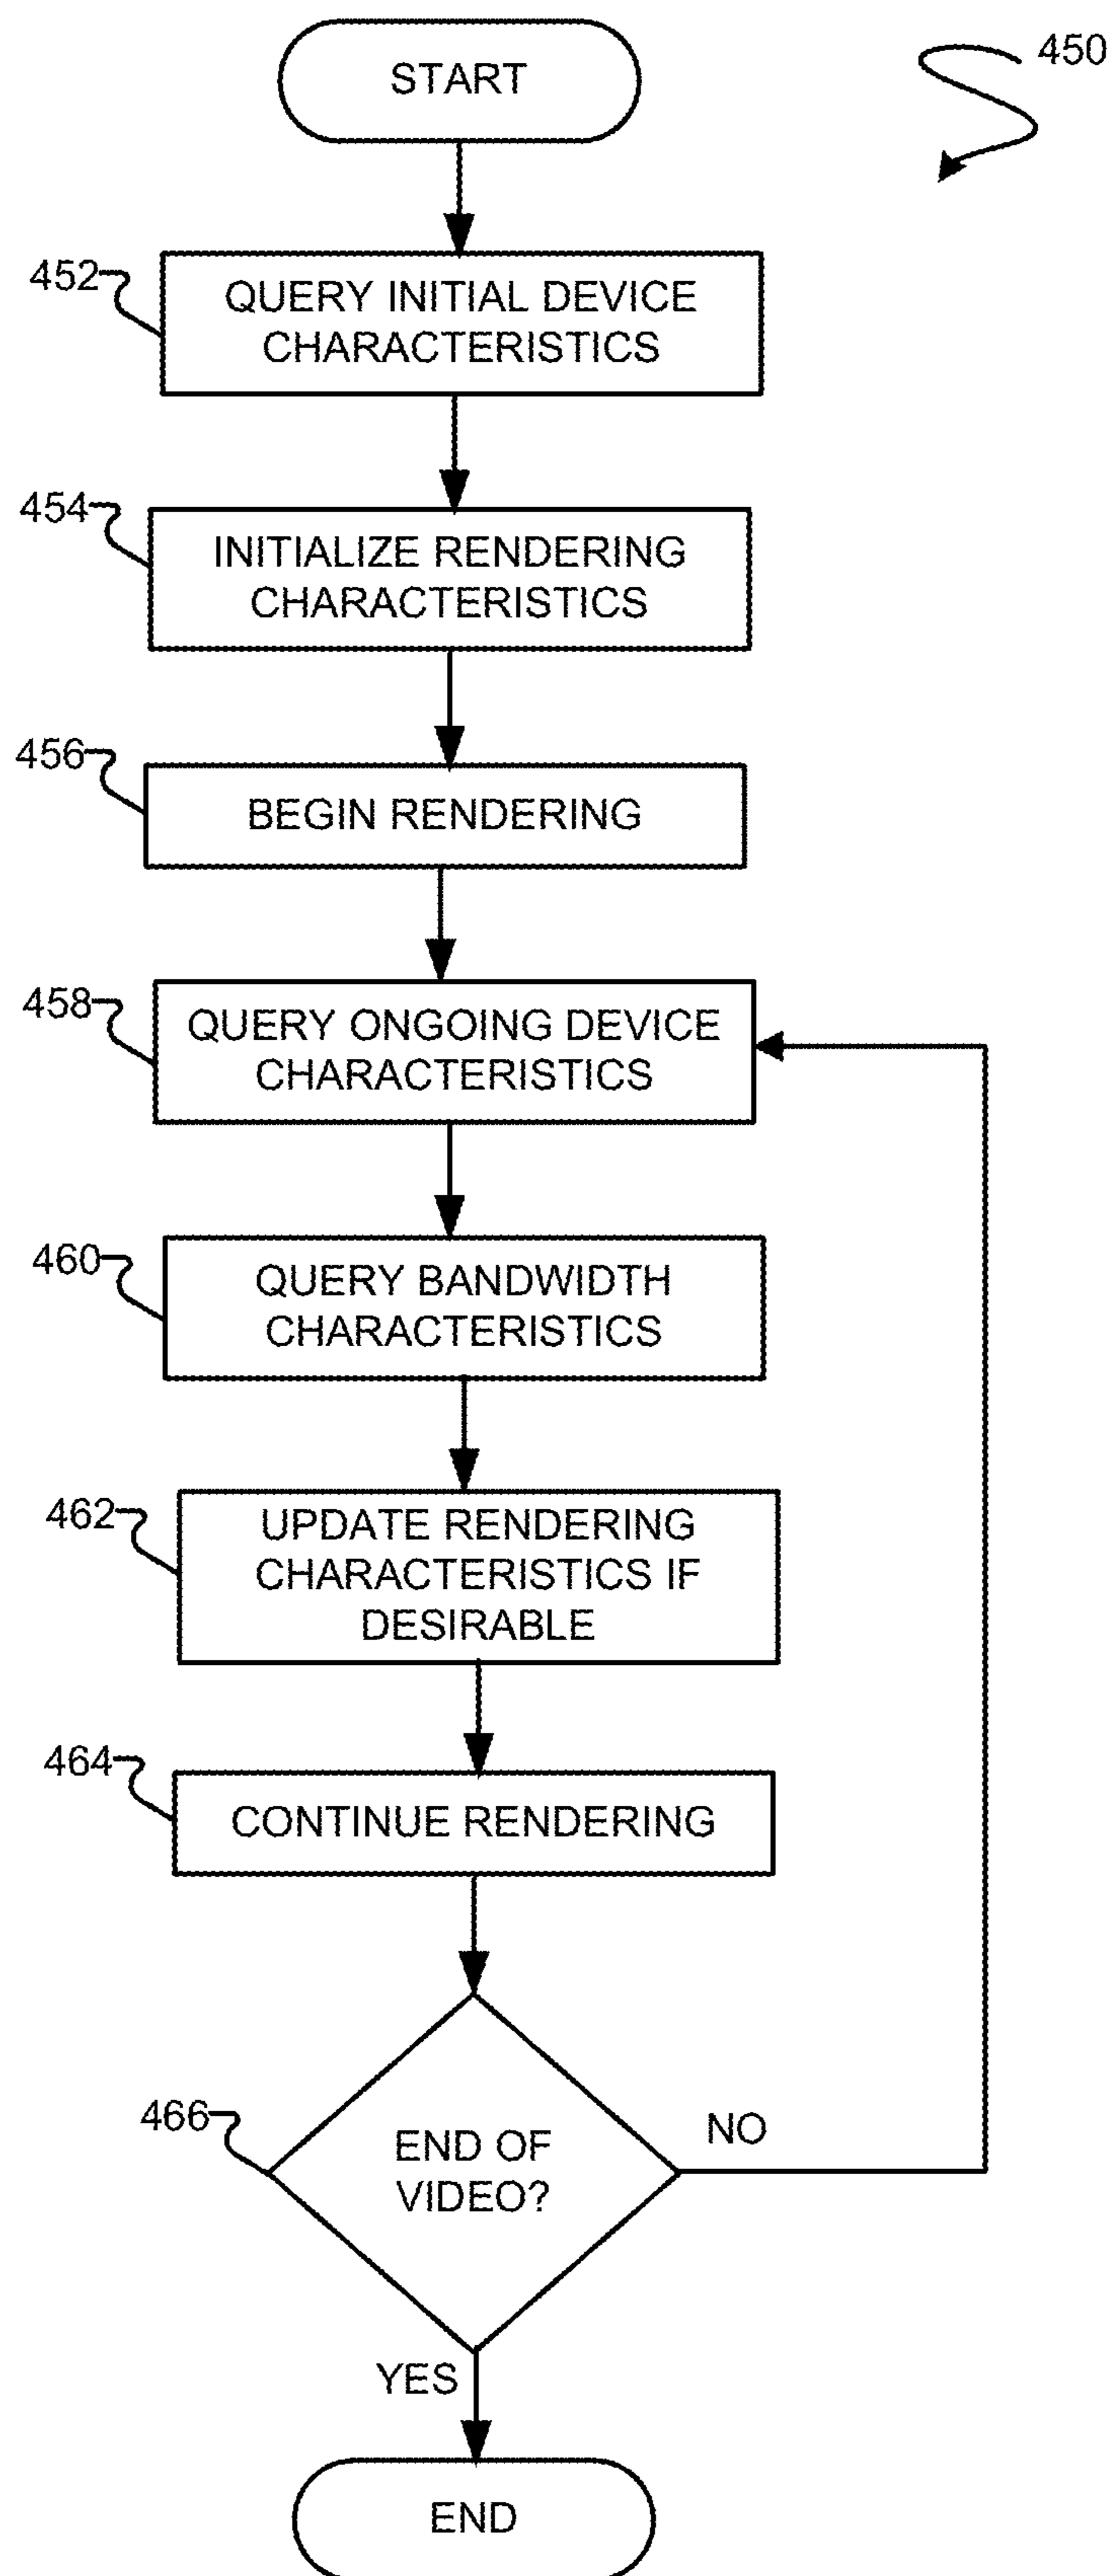 START
450
452
QUERY INITIAL DEVICE
CHARACTERISTICS
454
INITIALIZE RENDERING
CHARACTERISTICS
456
BEGIN RENDERING
458
QUERY ONGOING DEVICE
CHARACTERISTICS
460
QUERY BANDWIDTH
CHARACTERISTICS
462
UPDATE RENDERING
CHARACTERISTICS IF
DESIRABLE
464
CONTINUE RENDERING
466
END OF
VIDEO?
NO
YES
END